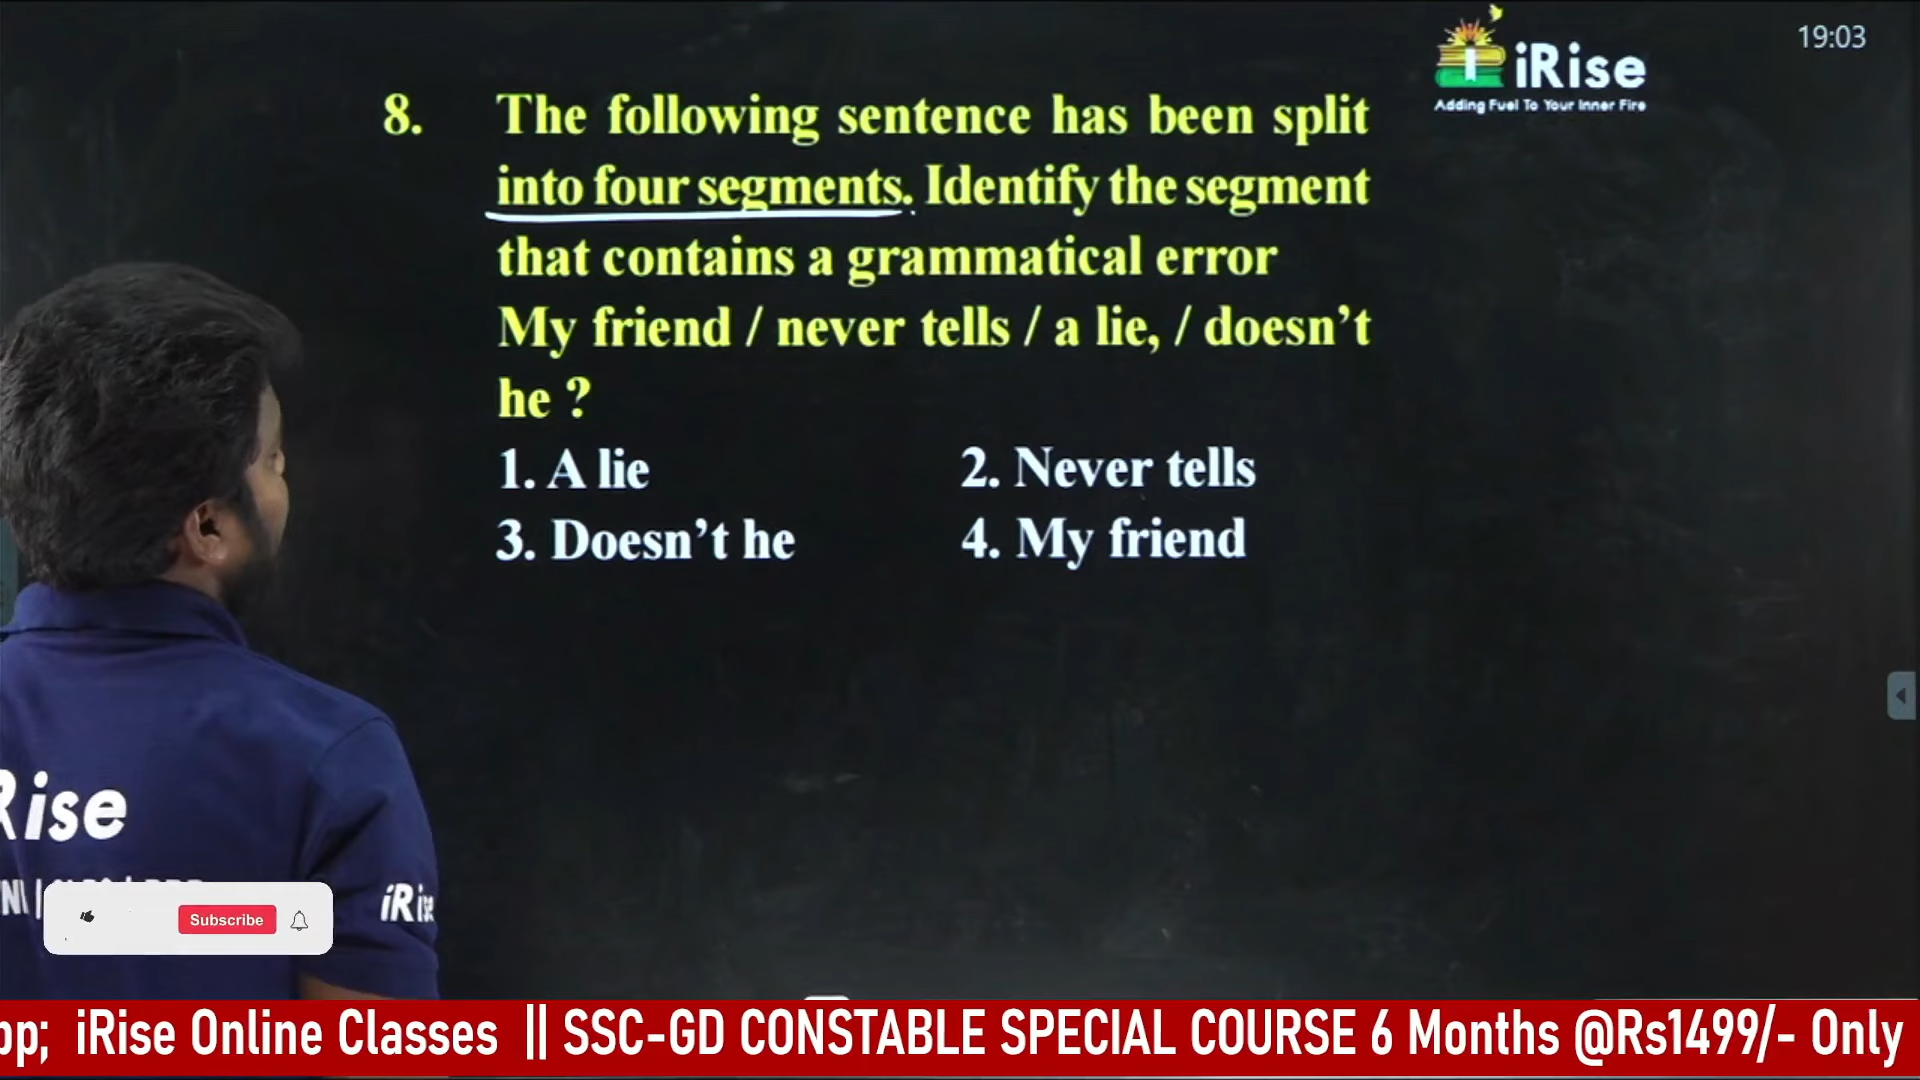 iRise
Adding Fuel To Your Inner Fire
19:03
8. The following sentence has been split
into four segments. Identify the segment
that contains a grammatical error
My friend / never tells / a lie, / doesn't
he ?
1. A lie 2. Never tells
3. Doesn't he 4. My friend
Rise
iRise
Subscribe
iRise Online Classes || SSC-GD CONSTABLE SPECIAL COURSE 6 Months @Rs1499/- Only